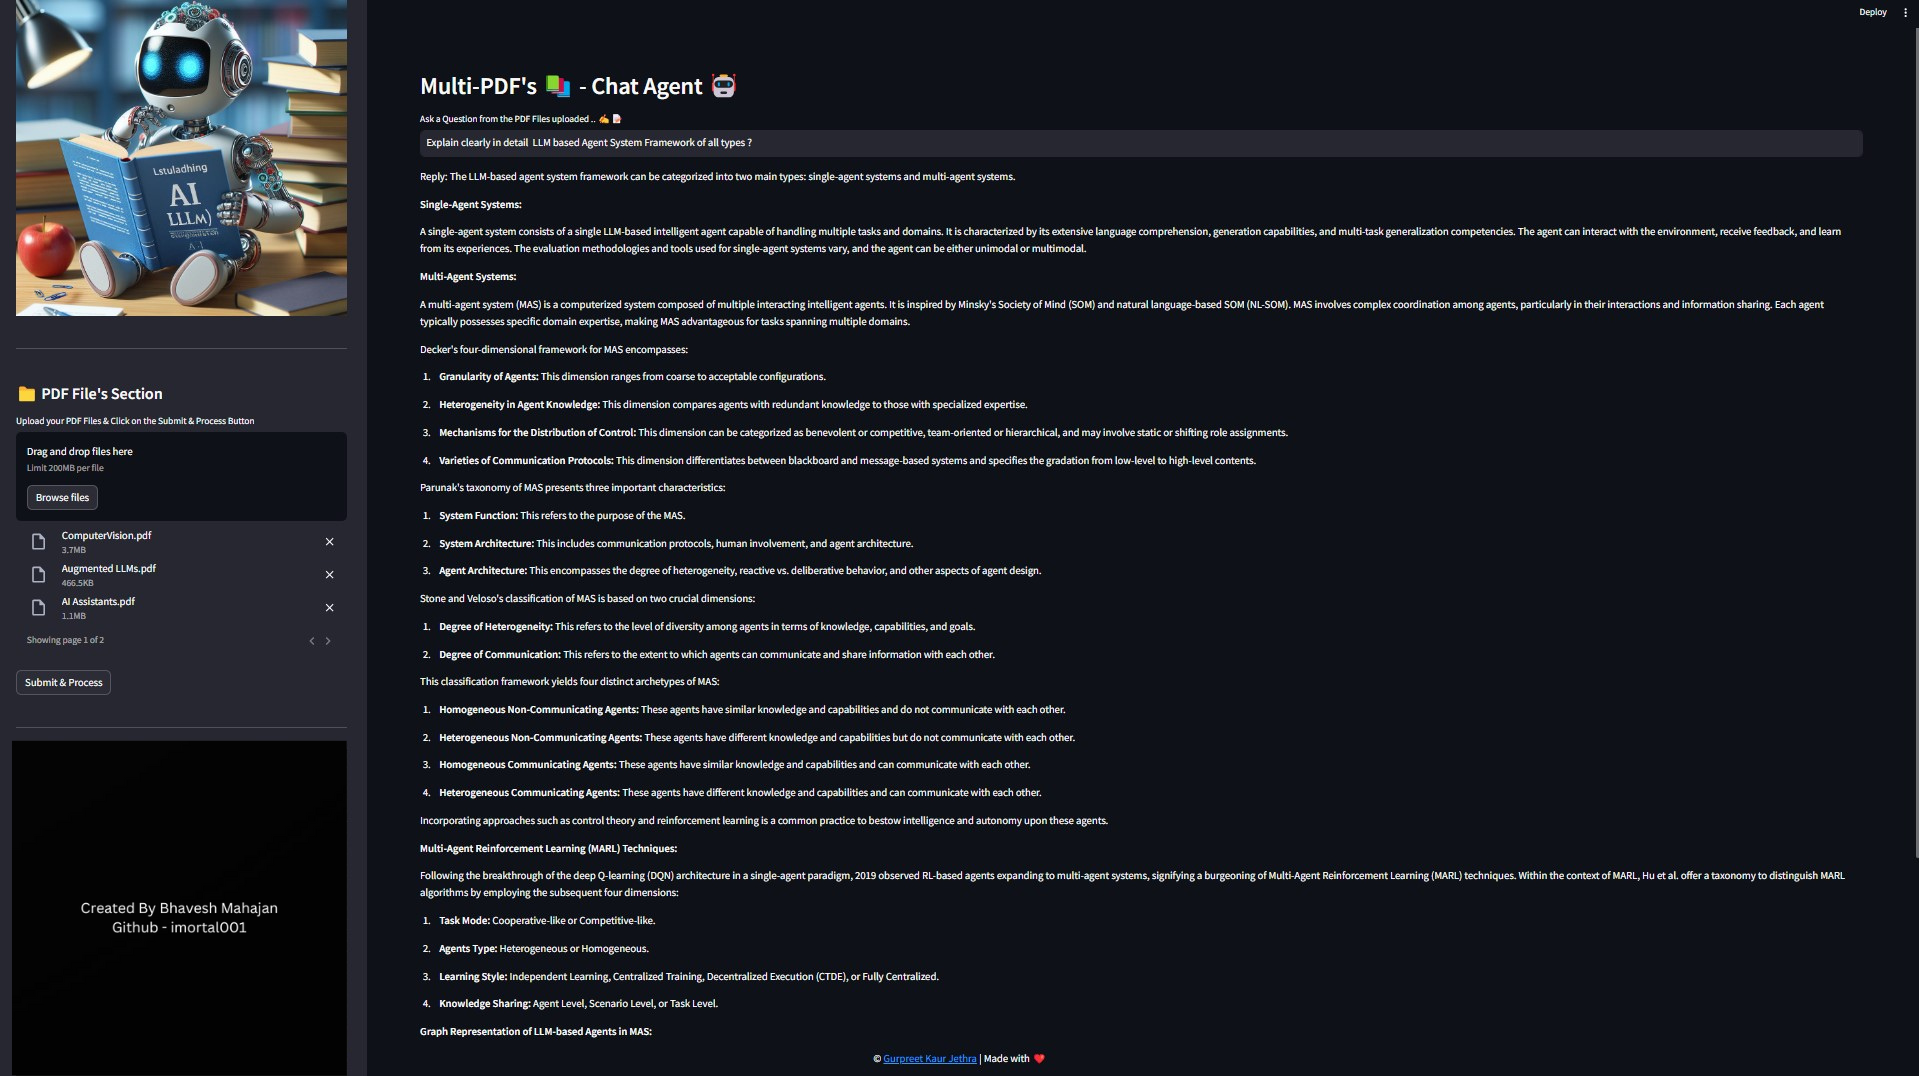 Lstuladhing
AI
LLLM)
A-I
PDF File's Section
Upload your PDF Files & Click on the Submit & Process Button
Drag and drop files here
Limit 200MB per file
Browse files
ComputerVision.pdf
3.7MB
Augmented LLMs.pdf
466.5KB
AI Assistants.pdf
1.1MB
Showing page 1 of 2
Submit & Process
Created By Bhavesh Mahajan
Github - imortal001
Deploy
Multi-PDF's 📚 - Chat Agent 🤖
Ask a Question from the PDF Files uploaded .. ✍️📝
Explain clearly in detail  LLM based Agent System Framework of all types ?
Reply: The LLM-based agent system framework can be categorized into two main types: single-agent systems and multi-agent systems.
Single-Agent Systems:
A single-agent system consists of a single LLM-based intelligent agent capable of handling multiple tasks and domains. It is characterized by its extensive language comprehension, generation capabilities, and multi-task generalization competencies. The agent can interact with the environment, receive feedback, and learn
from its experiences. The evaluation methodologies and tools used for single-agent systems vary, and the agent can be either unimodal or multimodal.
Multi-Agent Systems:
A multi-agent system (MAS) is a computerized system composed of multiple interacting intelligent agents. It is inspired by Minsky's Society of Mind (SOM) and natural language-based SOM (NL-SOM). MAS involves complex coordination among agents, particularly in their interactions and information sharing. Each agent
typically possesses specific domain expertise, making MAS advantageous for tasks spanning multiple domains.
Decker's four-dimensional framework for MAS encompasses:
1. Granularity of Agents: This dimension ranges from coarse to acceptable configurations.
2. Heterogeneity in Agent Knowledge: This dimension compares agents with redundant knowledge to those with specialized expertise.
3. Mechanisms for the Distribution of Control: This dimension can be categorized as benevolent or competitive, team-oriented or hierarchical, and may involve static or shifting role assignments.
4. Varieties of Communication Protocols: This dimension differentiates between blackboard and message-based systems and specifies the gradation from low-level to high-level contents.
Parunak's taxonomy of MAS presents three important characteristics:
1. System Function: This refers to the purpose of the MAS.
2. System Architecture: This includes communication protocols, human involvement, and agent architecture.
3. Agent Architecture: This encompasses the degree of heterogeneity, reactive vs. deliberative behavior, and other aspects of agent design.
Stone and Veloso's classification of MAS is based on two crucial dimensions:
1. Degree of Heterogeneity: This refers to the level of diversity among agents in terms of knowledge, capabilities, and goals.
2. Degree of Communication: This refers to the extent to which agents can communicate and share information with each other.
This classification framework yields four distinct archetypes of MAS:
1. Homogeneous Non-Communicating Agents: These agents have similar knowledge and capabilities and do not communicate with each other.
2. Heterogeneous Non-Communicating Agents: These agents have different knowledge and capabilities but do not communicate with each other.
3. Homogeneous Communicating Agents: These agents have similar knowledge and capabilities and can communicate with each other.
4. Heterogeneous Communicating Agents: These agents have different knowledge and capabilities and can communicate with each other.
Incorporating approaches such as control theory and reinforcement learning is a common practice to bestow intelligence and autonomy upon these agents.
Multi-Agent Reinforcement Learning (MARL) Techniques:
Following the breakthrough of the deep Q-learning (DQN) architecture in a single-agent paradigm, 2019 observed RL-based agents expanding to multi-agent systems, signifying a burgeoning of Multi-Agent Reinforcement Learning (MARL) techniques. Within the context of MARL, Hu et al. offer a taxonomy to distinguish MARL
algorithms by employing the subsequent four dimensions:
1. Task Mode: Cooperative-like or Competitive-like.
2. Agents Type: Heterogeneous or Homogeneous.
3. Learning Style: Independent Learning, Centralized Training, Decentralized Execution (CTDE), or Fully Centralized.
4. Knowledge Sharing: Agent Level, Scenario Level, or Task Level.
Graph Representation of LLM-based Agents in MAS:
© Gurpreet Kaur Jethra | Made with ❤️